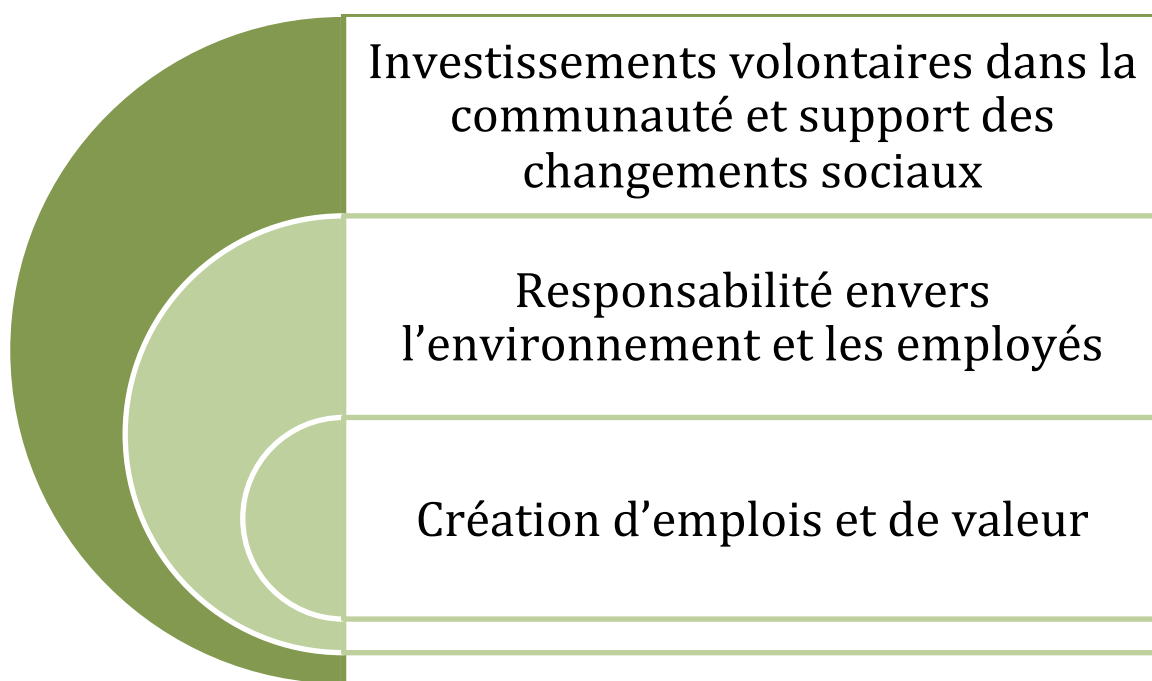 Investissements volontaires dans la
communauté et support des
changements sociaux
Responsabilité envers
l’environnement et les employés
Création d’emplois et de valeur